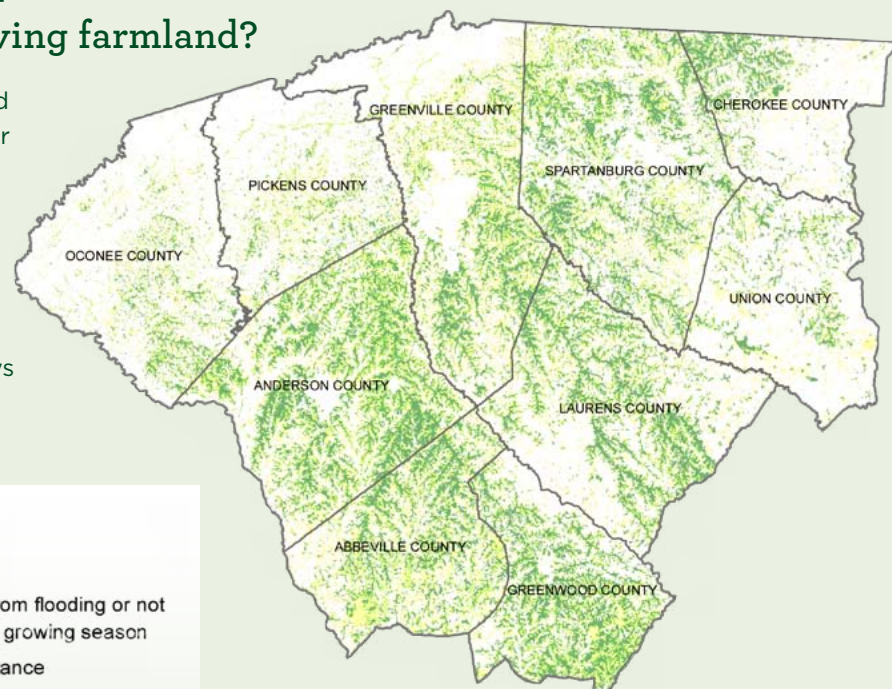 ving farmland?
d
r
vs
GREENVILLE COUNTY
CHEROKEE COUNTY
SPARTANBURG COUNTY
PICKENS COUNTY
OCONEE COUNTY
UNION COUNTY
ANDERSON COUNTY
LAURENS COUNTY
ABBEVILLE COUNTY
GREENWOOD COUNTY
om flooding or not
growing season
ance